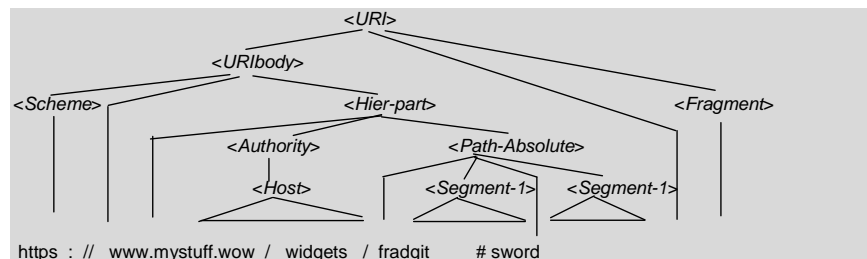 <URI>
<URIbody>
<Scheme> <Hier-part> <Fragment>
<Authority> <Path-Absolute>
<Host> <Segment-1> <Segment-1>
https : // www.mystuff.wow / widgets / fradgit # sword